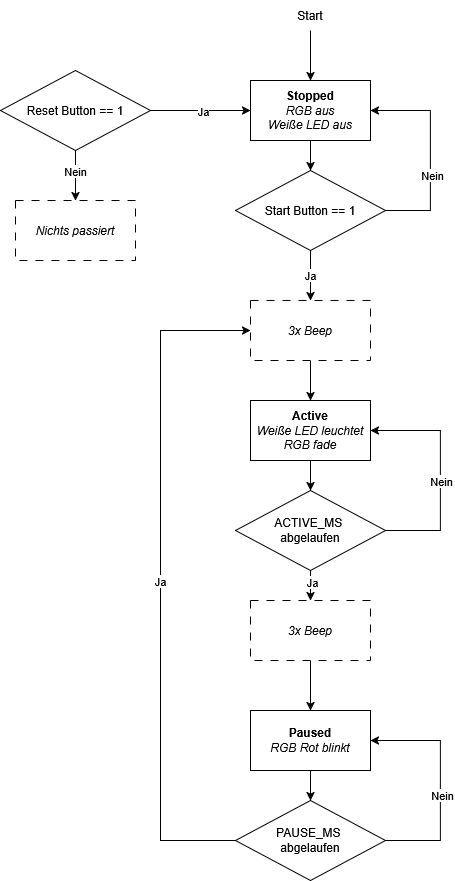 Start
Reset Button == 1
Ja
Stopped
RGB aus
Weiße LED aus
Nein
Nichts passiert
Start Button == 1
Nein
Ja
3x Beep
Active
Weiße LED leuchtet
RGB fade
Nein
ACTIVE_MS
abgelaufen
Ja
Ja
3x Beep
Paused
RGB Rot blinkt
Nein
PAUSE_MS
abgelaufen